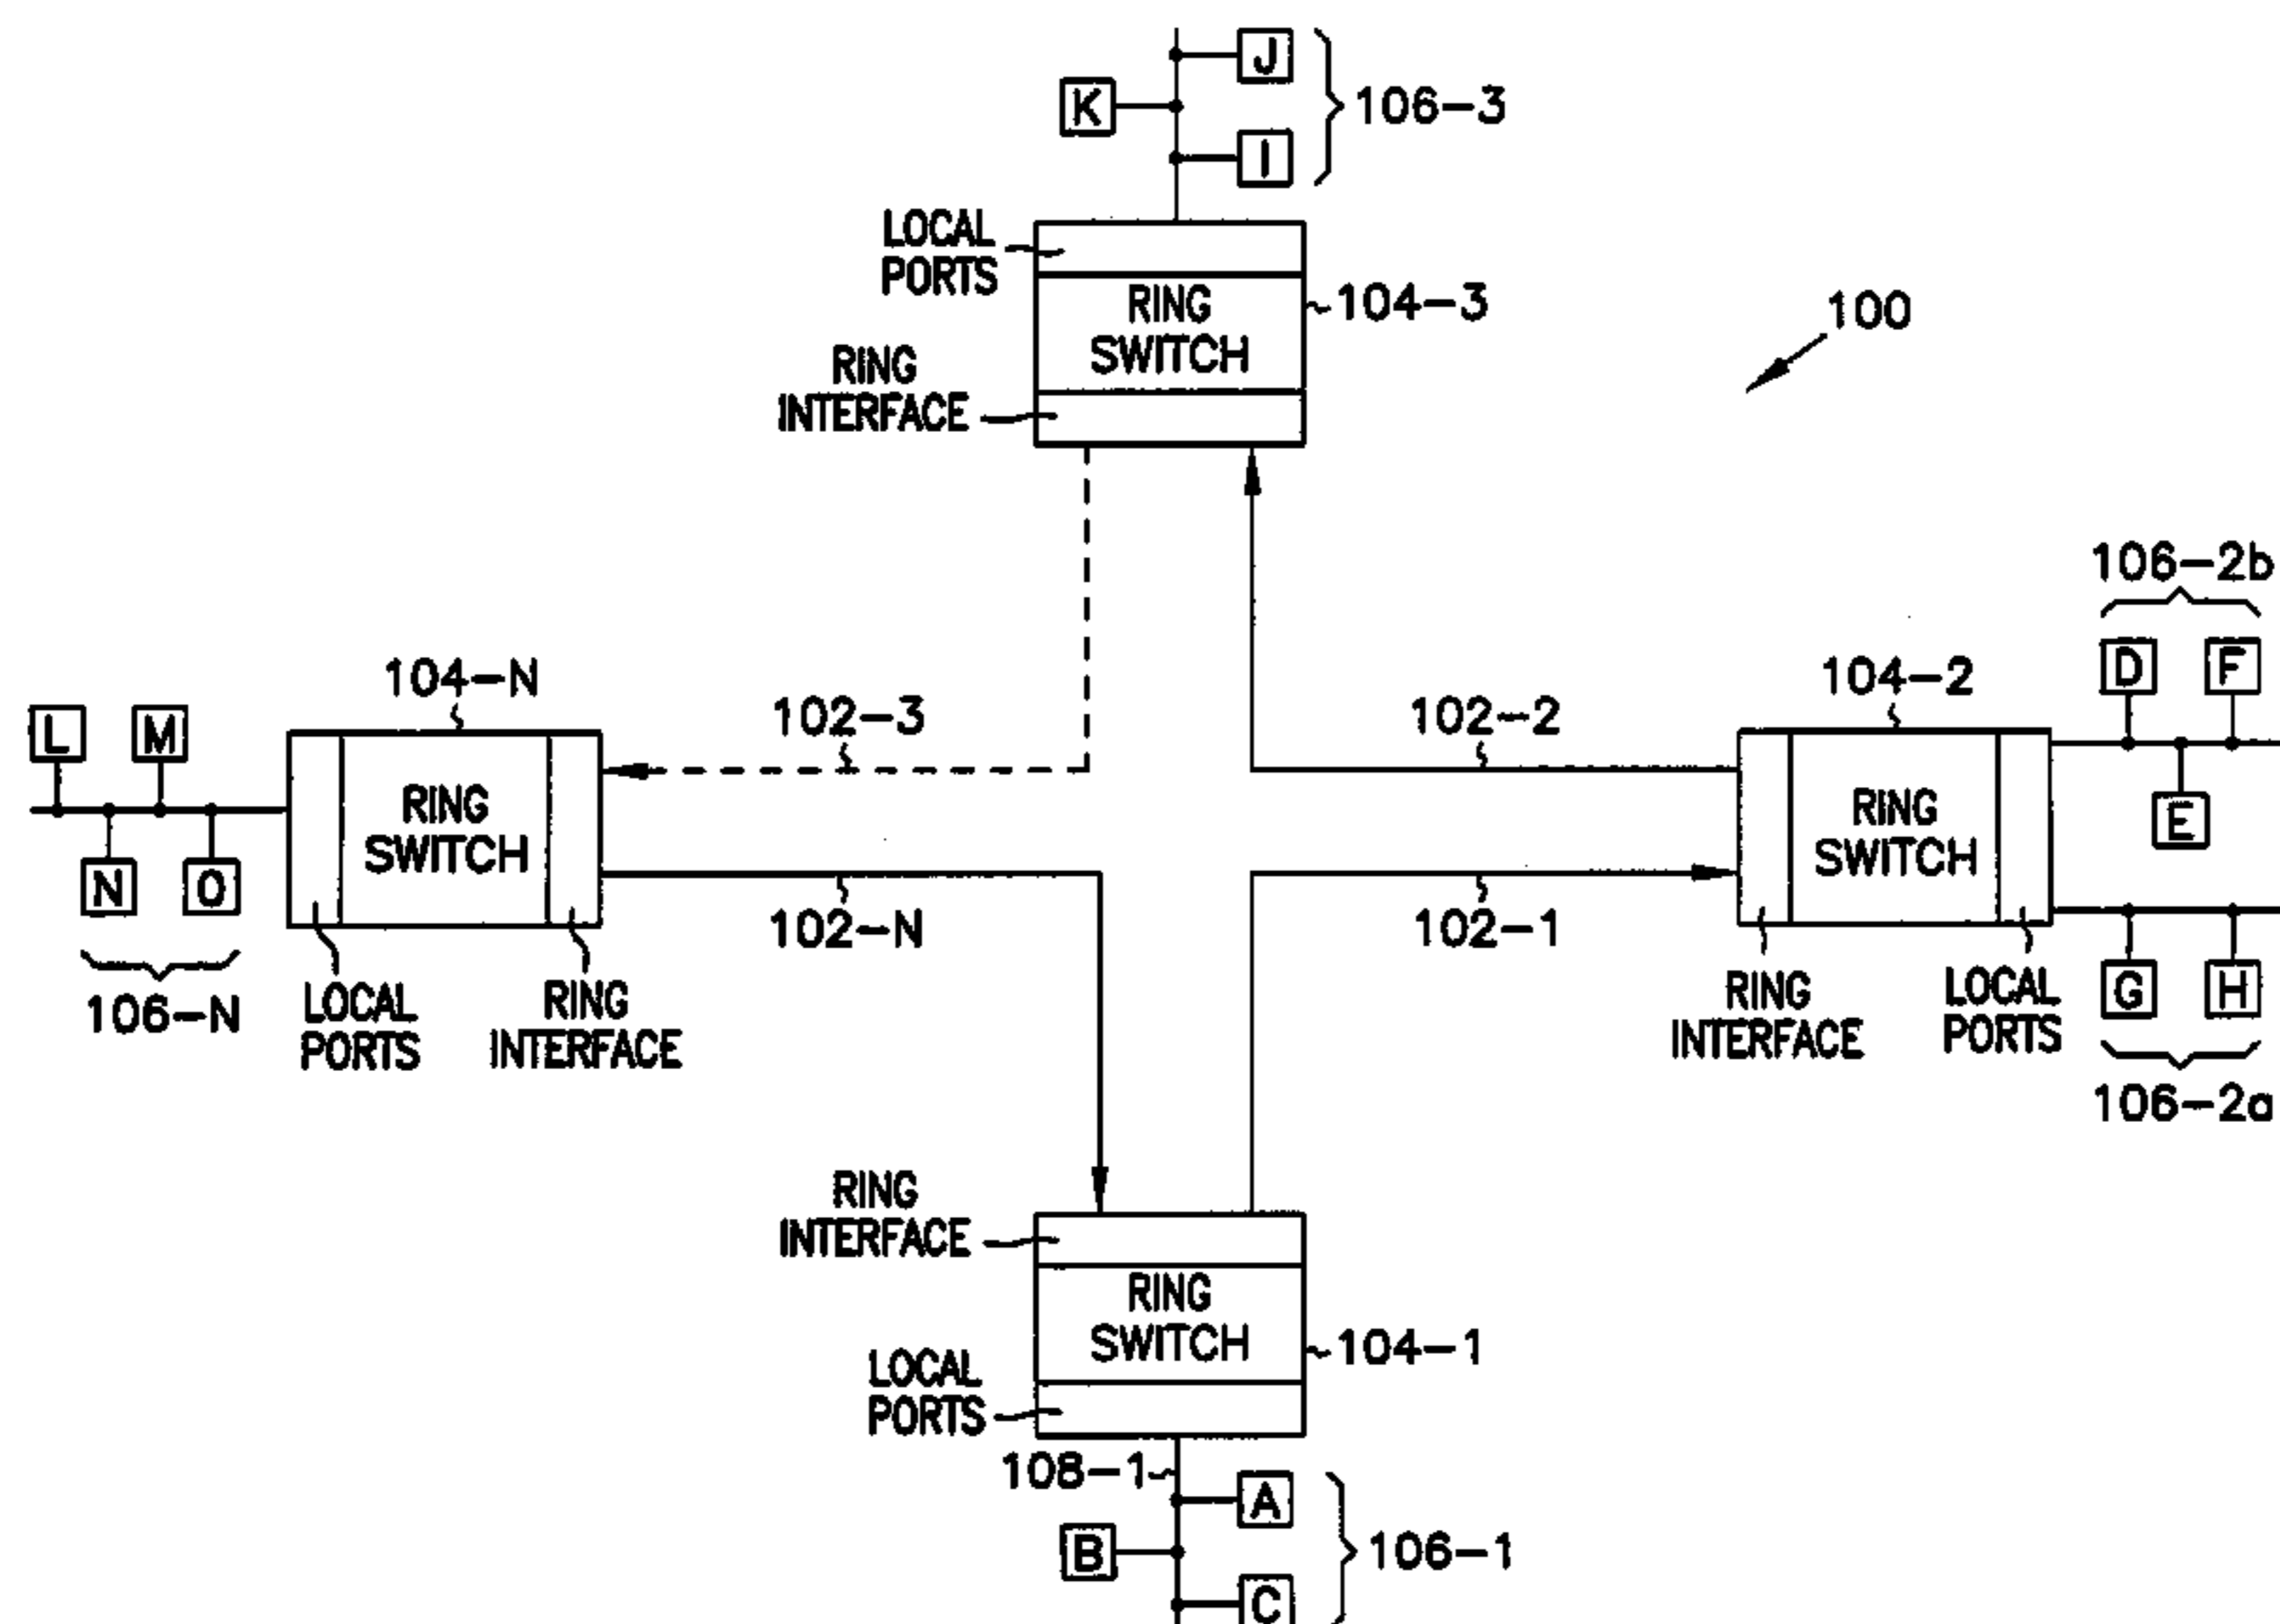 J
K
106-3
I
LOCAL
PORTS
RING
SWITCH
104-3
100
RING
INTERFACE
106-2b
104-N
102-3
102-2
104-2
D
F
L
M
RING
SWITCH
RING
SWITCH
E
N
O
102-N
102-1
106-N
LOCAL
PORTS
RING
INTERFACE
RING
INTERFACE
LOCAL
PORTS
G
H
106-2a
RING
INTERFACE
RING
SWITCH
104-1
LOCAL
PORTS
108-1
A
B
106-1
C